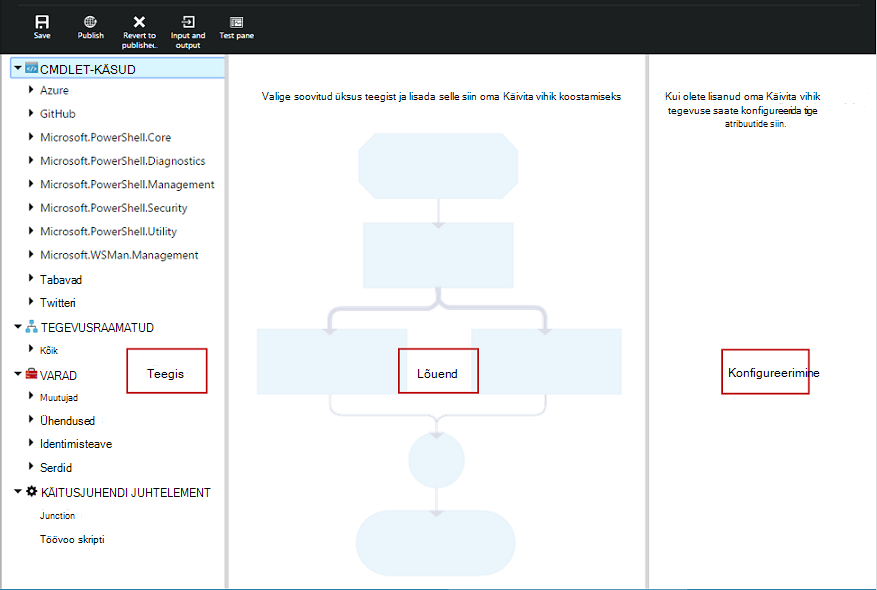 Save
Publish
Revert to
publishe..
Input and
output
Test pane
CMDLET-KÄSUD
Azure
GitHub
Microsoft.PowerShell.Core
Microsoft.PowerShell.Diagnostics
Microsoft.PowerShell.Management
Microsoft.PowerShell.Security
Microsoft.PowerShell.Utility
Microsoft.WSMan.Management
Tabavad
Twitteri
TEGEVUSRAAMATUD
Kõik
VARAD
Muutujad
Ühendused
Identimisteave
Serdid
KÄITUSJUHENDI JUHTELEMENT
Junction
Töövoo skripti
Teegis
Valige soovitud üksus teegist ja lisada selle siin oma Käivita vihik koostamiseks
Lõuend
Kui olete lisanud oma Käivita vihik
tegevuse saate konfigureerida tige
atribuutide siin.
Konfigureerimine